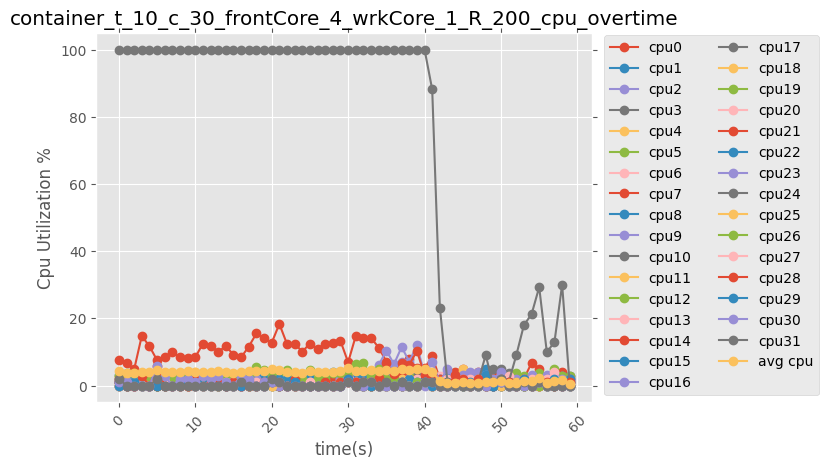 container_t_10_c_30_frontCore_4_wrkCore_1_R_200_cpu_overtime
100
80
60
40
20
0
Cpu Utilization %
0
10
20
30
40
50
60
time(s)
cpu0
cpu1
cpu2
cpu3
cpu4
cpu5
cpu6
cpu7
cpu8
cpu9
cpu10
cpu11
cpu12
cpu13
cpu14
cpu15
cpu16
cpu17
cpu18
cpu19
cpu20
cpu21
cpu22
cpu23
cpu24
cpu25
cpu26
cpu27
cpu28
cpu29
cpu30
cpu31
avg cpu